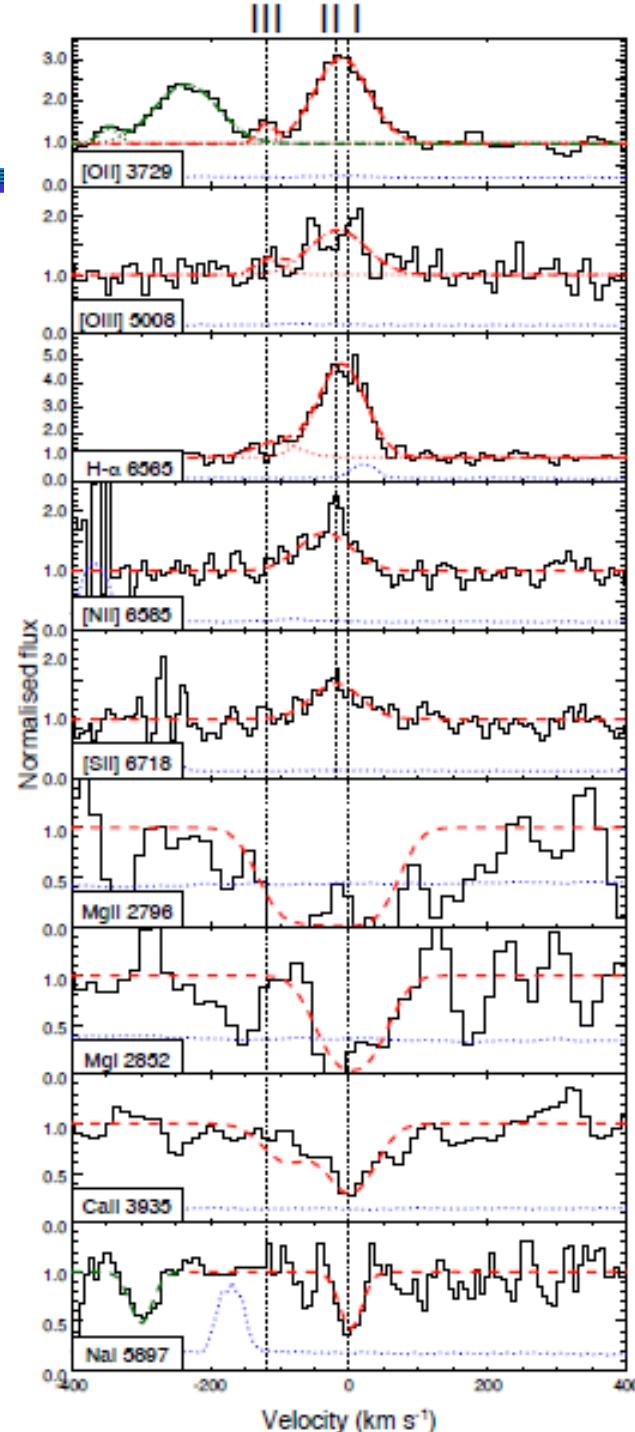 III II I
3.0
2.0
1.0
[OII] 3729
0.0
2.0
1.0
[OIII] 5008
0.0
5.0
4.0
3.0
2.0
1.0
H-α 6565
0.0
2.0
1.0
[NII] 6585
0.0
2.0
1.0
[SII] 6718
0.0
1.0
0.5
MgII 2796
0.0
1.0
0.5
MgI 2852
0.0
1.0
0.5
CaII 3935
0.0
1.0
0.5
NaI 5897
0.0
Normalised flux
-400 -200 0 200 400
Velocity (km s⁻¹)